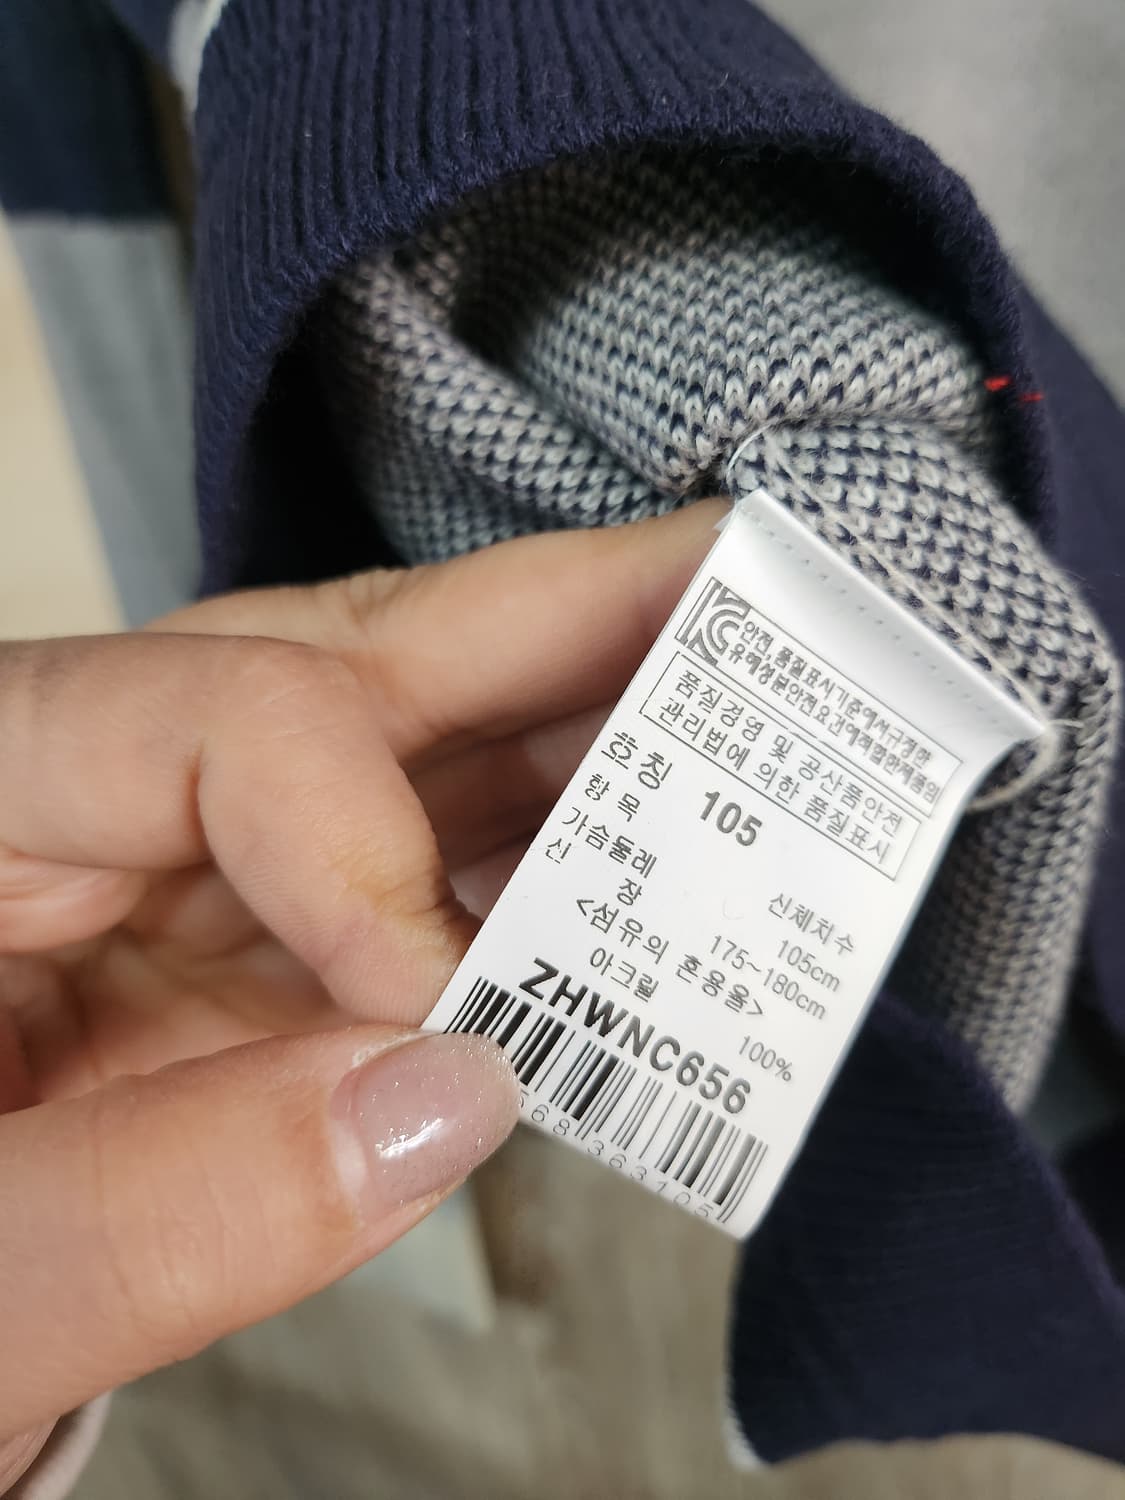 안전,품질표시기준에서규정한
유해성분안전요건에적합한제품임
품질경영 및 공산품안전
관리법에 의한 품질표시
호칭 105
항목 신체치수
가슴둘레 105cm
신장 175~180cm
<섬유의 혼용율>
아크릴 100%
ZHWNC656
568363105